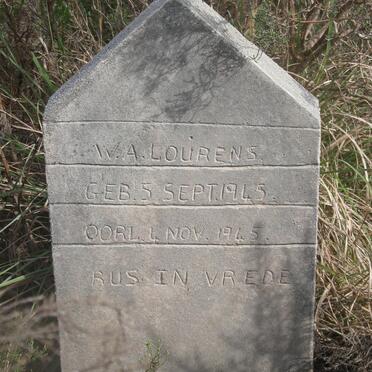 W.A. LOURENS.
GEB. 5 SEPT. 1945.
OORL. 1 NOV. 1945.
RUS IN VREDE